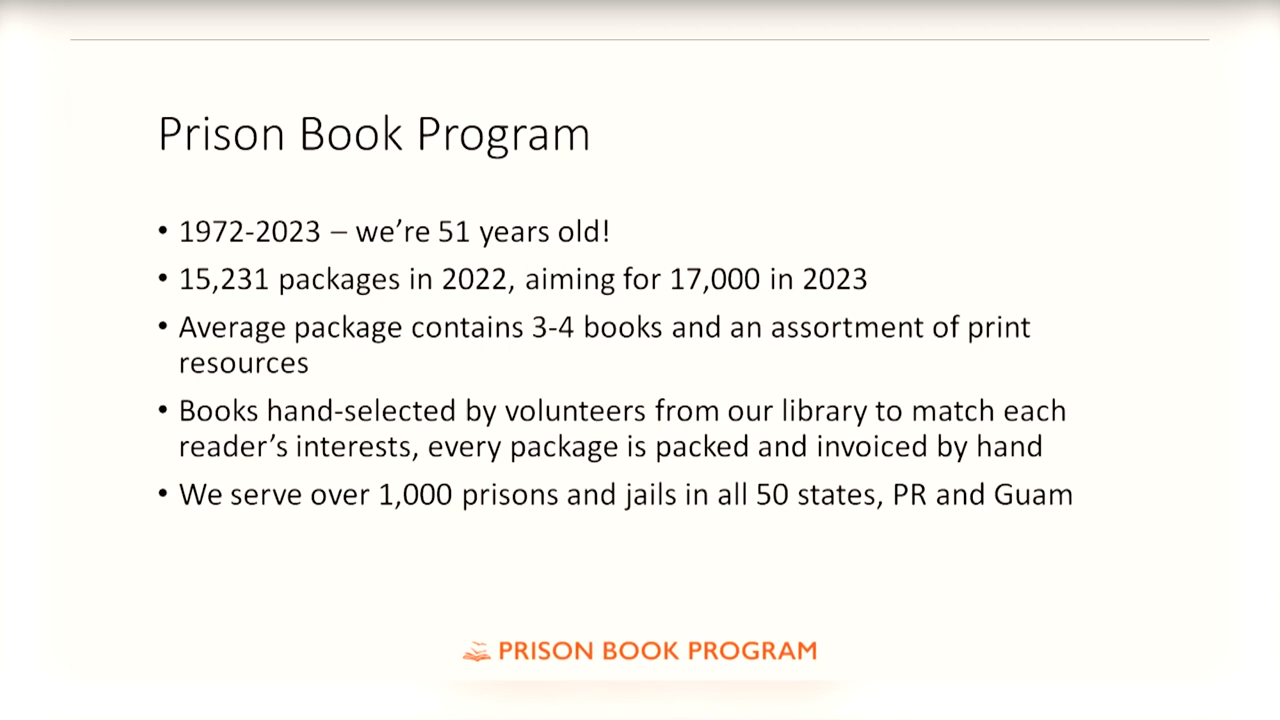 Prison Book Program
• 1972-2023 – we’re 51 years old!
• 15,231 packages in 2022, aiming for 17,000 in 2023
• Average package contains 3-4 books and an assortment of print
resources
• Books hand-selected by volunteers from our library to match each
reader’s interests, every package is packed and invoiced by hand
• We serve over 1,000 prisons and jails in all 50 states, PR and Guam
PRISON BOOK PROGRAM